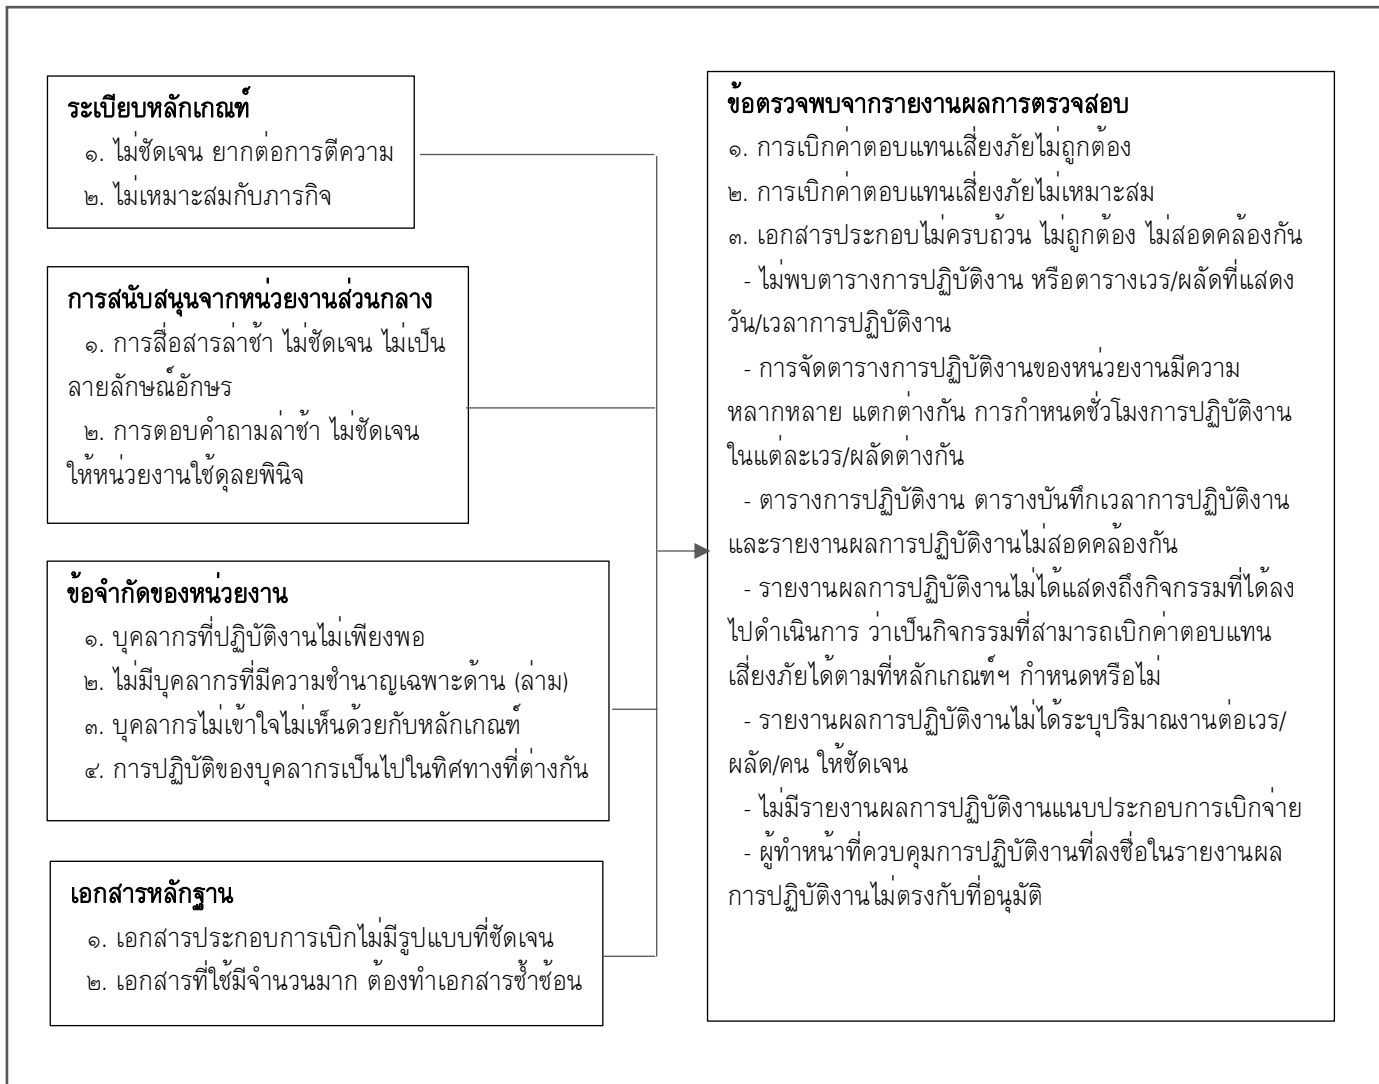 ระเบียบหลักเกณฑ์
๑. ไม่ชัดเจน ยากต่อการตีความ
๒. ไม่เหมาะสมกับภารกิจ
การสนับสนุนจากหน่วยงานส่วนกลาง
๑. การสื่อสารล่าช้า ไม่ชัดเจน ไม่เป็น
ลายลักษณ์อักษร
๒. การตอบคำถามล่าช้า ไม่ชัดเจน
ให้หน่วยงานใช้ดุลยพินิจ
ข้อจำกัดของหน่วยงาน
๑. บุคลากรที่ปฏิบัติงานไม่เพียงพอ
๒. ไม่มีบุคลากรที่มีความชำนาญเฉพาะด้าน (ล่าม)
๓. บุคลากรไม่เข้าใจไม่เห็นด้วยกับหลักเกณฑ์
๔. การปฏิบัติของบุคลากรเป็นไปในทิศทางที่ต่างกัน
เอกสารหลักฐาน
๑. เอกสารประกอบการเบิกไม่มีรูปแบบที่ชัดเจน
๒. เอกสารที่ใช้มีจำนวนมาก ต้องทำเอกสารซ้ำซ้อน
ข้อตรวจพบจากรายงานผลการตรวจสอบ
๑. การเบิกค่าตอบแทนเสี่ยงภัยไม่ถูกต้อง
๒. การเบิกค่าตอบแทนเสี่ยงภัยไม่เหมาะสม
๓. เอกสารประกอบไม่ครบถ้วน ไม่ถูกต้อง ไม่สอดคล้องกัน
- ไม่พบตารางการปฏิบัติงาน หรือตารางเวร/ผลัดที่แสดง
วัน/เวลาการปฏิบัติงาน
- การจัดตารางการปฏิบัติงานของหน่วยงานมีความ
หลากหลาย แตกต่างกัน การกำหนดชั่วโมงการปฏิบัติงาน
ในแต่ละเวร/ผลัดต่างกัน
- ตารางการปฏิบัติงาน ตารางบันทึกเวลาการปฏิบัติงาน
และรายงานผลการปฏิบัติงานไม่สอดคล้องกัน
- รายงานผลการปฏิบัติงานไม่ได้แสดงถึงกิจกรรมที่ได้ลง
ไปดำเนินการ ว่าเป็นกิจกรรมที่สามารถเบิกค่าตอบแทน
เสี่ยงภัยได้ตามที่หลักเกณฑ์ฯ กำหนดหรือไม่
- รายงานผลการปฏิบัติงานไม่ได้ระบุปริมาณงานต่อเวร/
ผลัด/คน ให้ชัดเจน
- ไม่มีรายงานผลการปฏิบัติงานแนบประกอบการเบิกจ่าย
- ผู้ทำหน้าที่ควบคุมการปฏิบัติงานที่ลงชื่อในรายงานผล
การปฏิบัติงานไม่ตรงกับที่อนุมัติ